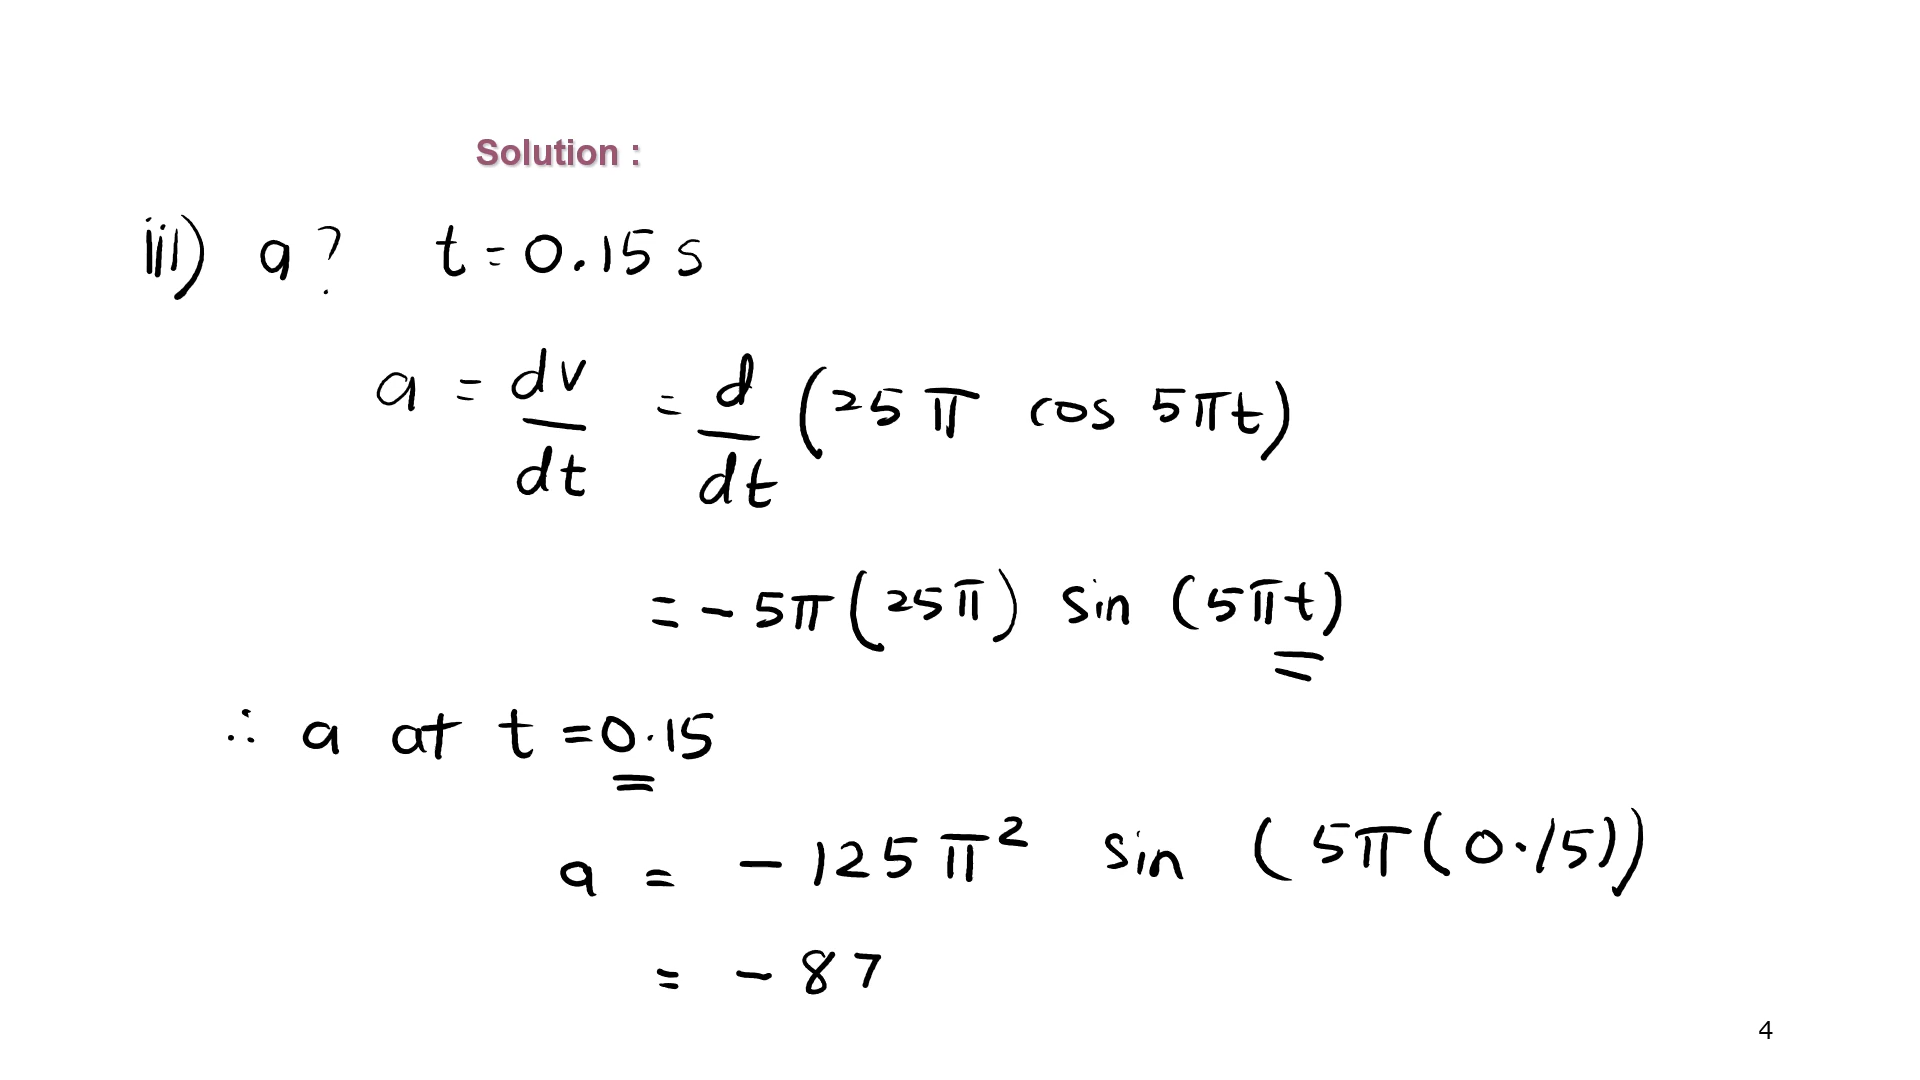 Solution :
iii) a? t = 0.15 s
a = dv/dt = d/dt (25π cos 5πt)
= - 5π (25π) sin (5πt)
∴ a at t = 0.15
a = - 125π² sin (5π(0.15))
= - 87
4